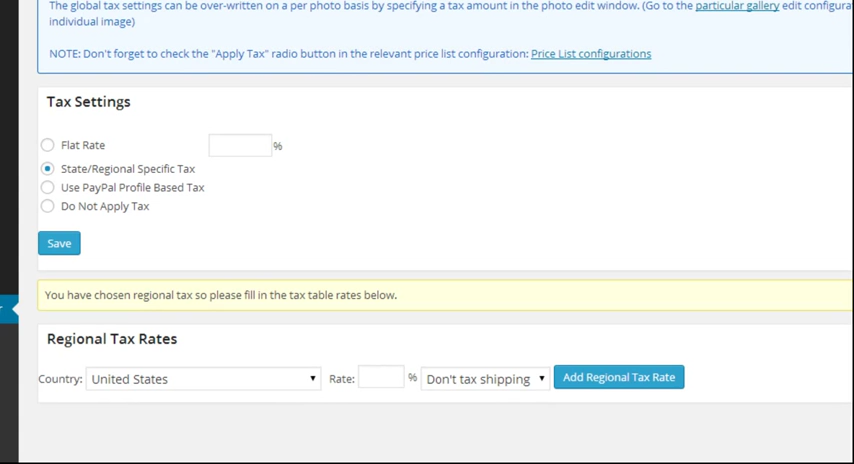 The global tax settings can be over-written on a per photo basis by specifying a tax amount in the photo edit window. (Go to the particular gallery edit configura
individual image)
NOTE: Don't forget to check the "Apply Tax" radio button in the relevant price list configuration: Price List configurations
Tax Settings
Flat Rate %
State/Regional Specific Tax
Use PayPal Profile Based Tax
Do Not Apply Tax
Save
You have chosen regional tax so please fill in the tax table rates below.
Regional Tax Rates
Country: United States Rate: % Don't tax shipping Add Regional Tax Rate